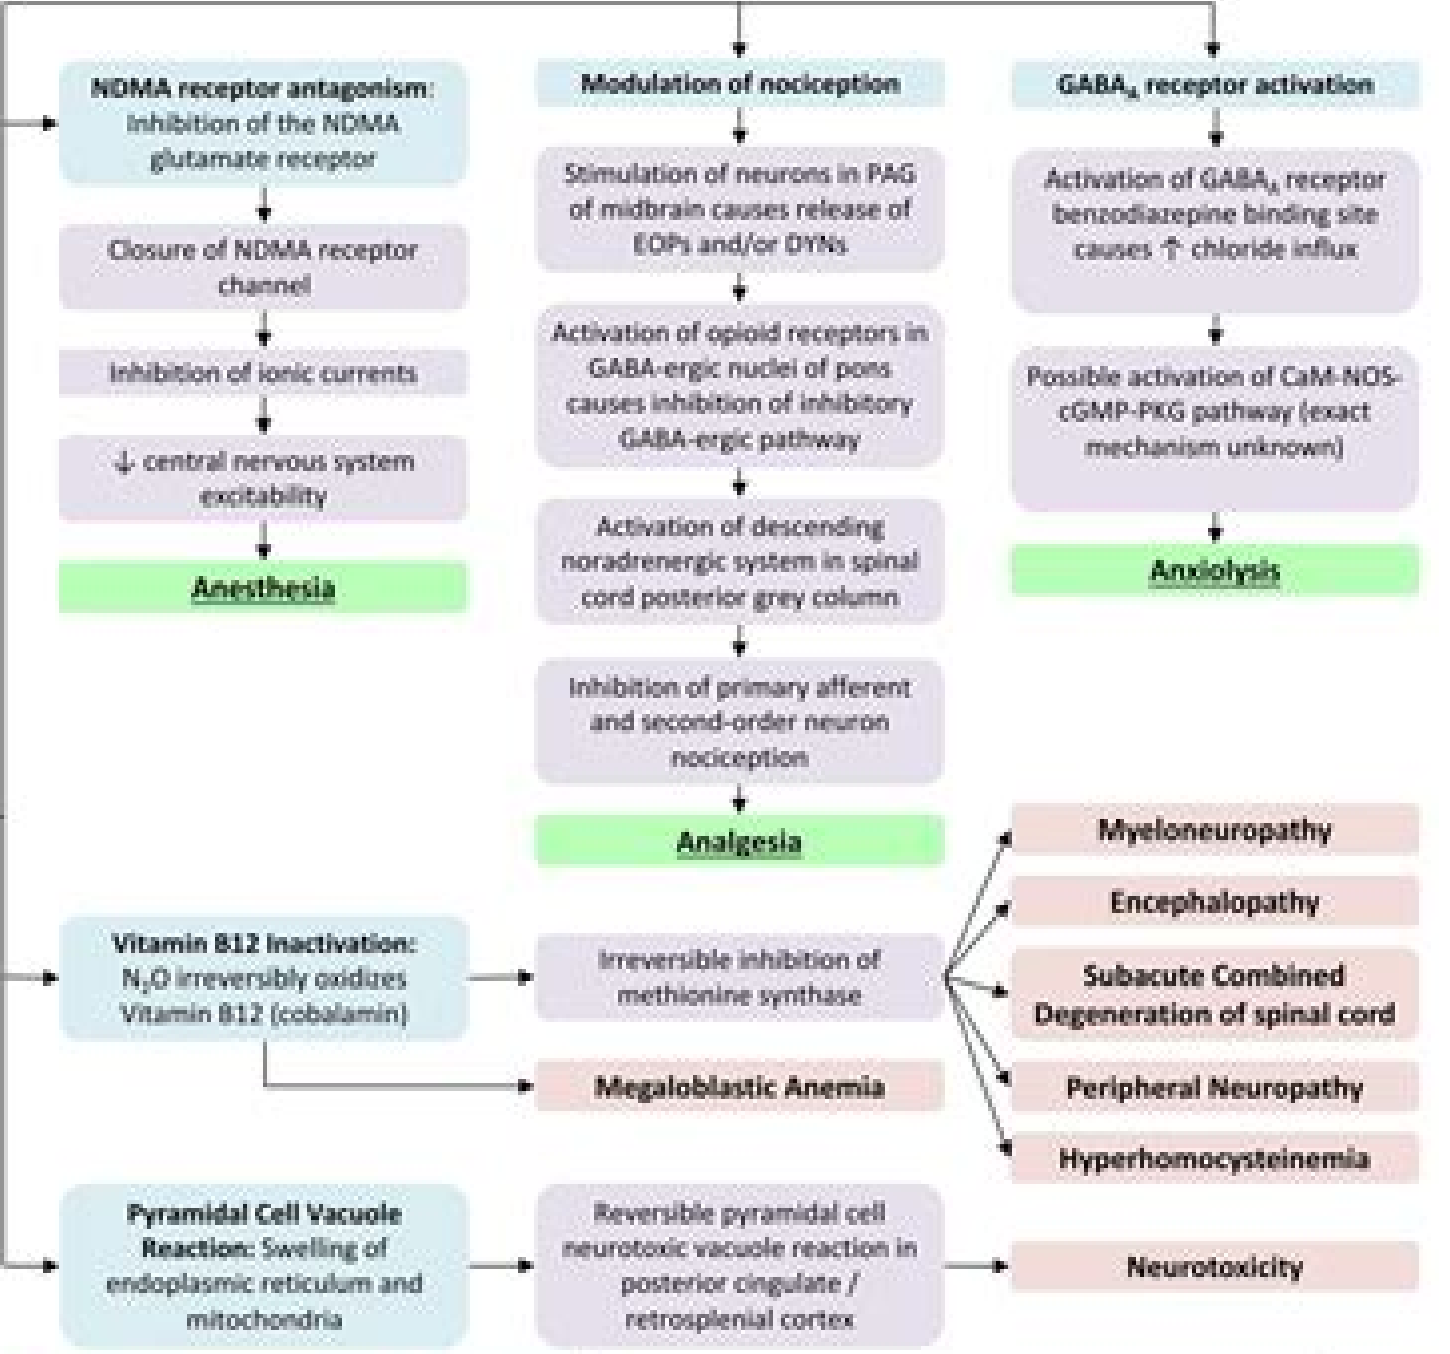 NDMA receptor antagonism:
Inhibition of the NDMA
glutamate receptor
Closure of NDMA receptor
channel
Inhibition of ionic currents
↓ central nervous system
excitability
Anesthesia
Modulation of nociception
Stimulation of neurons in PAG
of midbrain causes release of
EOPs and/or DYNs
Activation of opioid receptors in
GABA-ergic nuclei of pons
causes inhibition of inhibitory
GABA-ergic pathway
Activation of descending
noradrenergic system in spinal
cord posterior grey column
Inhibition of primary afferent
and second-order neuron
nociception
Analgesia
GABAA receptor activation
Activation of GABAA receptor
benzodiazepine binding site
causes ↑ chloride influx
Possible activation of CaM-NOS-
cGMP-PKG pathway (exact
mechanism unknown)
Anxiolysis
Vitamin B12 Inactivation:
N2O irreversibly oxidizes
Vitamin B12 (cobalamin)
Irreversible inhibition of
methionine synthase
Megaloblastic Anemia
Myeloneuropathy
Encephalopathy
Subacute Combined
Degeneration of spinal cord
Peripheral Neuropathy
Hyperhomocysteinemia
Pyramidal Cell Vacuole
Reaction: Swelling of
endoplasmic reticulum and
mitochondria
Reversible pyramidal cell
neurotoxic vacuole reaction in
posterior cingulate /
retrosplenial cortex
Neurotoxicity